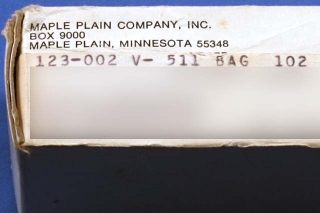 MAPLE PLAIN COMPANY, INC.
BOX 9000
MAPLE PLAIN, MINNESOTA 55348
123-002 V- 511 BAG 102